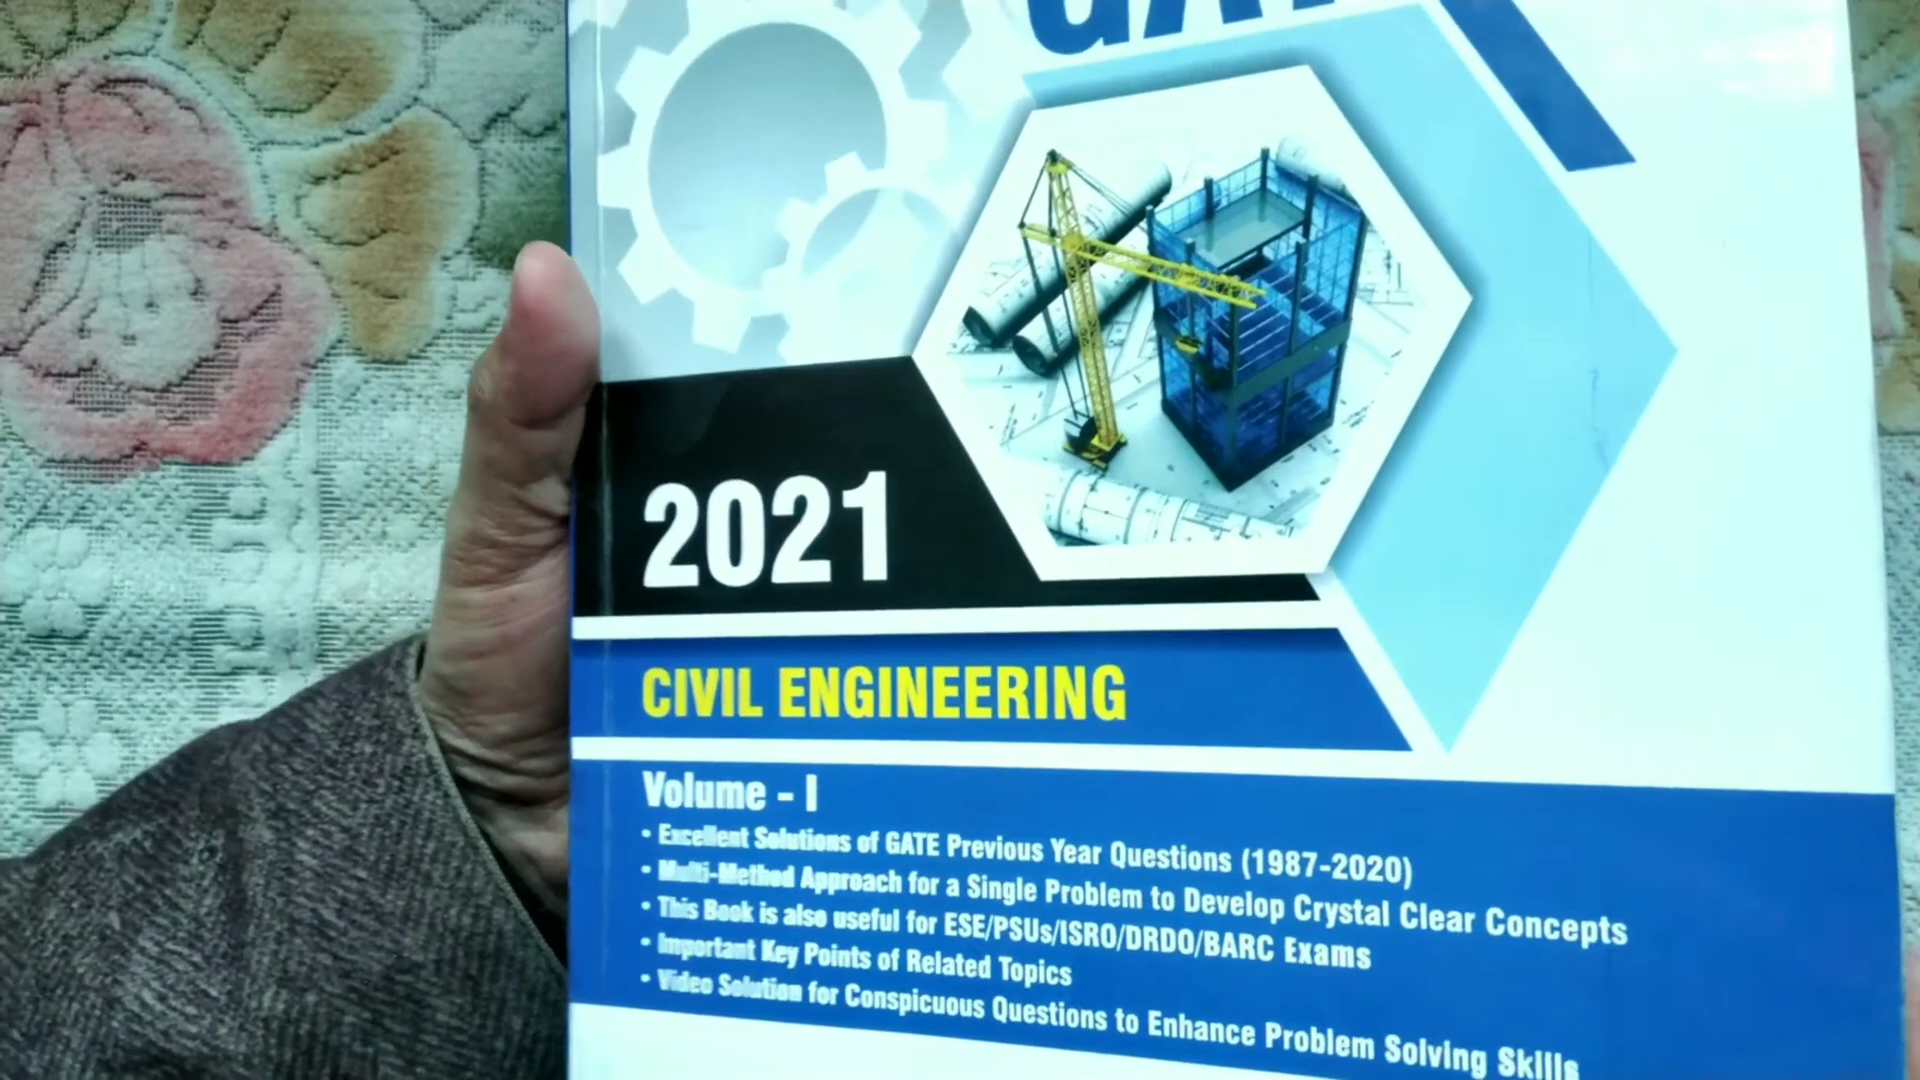 GATE
2021
CIVIL ENGINEERING
Volume - I
• Excellent Solutions of GATE Previous Year Questions (1987-2020)
• Multi-Method Approach for a Single Problem to Develop Crystal Clear Concepts
• This Book is also useful for ESE/PSUs/ISRO/DRDO/BARC Exams
• Important Key Points of Related Topics
• Video Solution for Conspicuous Questions to Enhance Problem Solving Skills